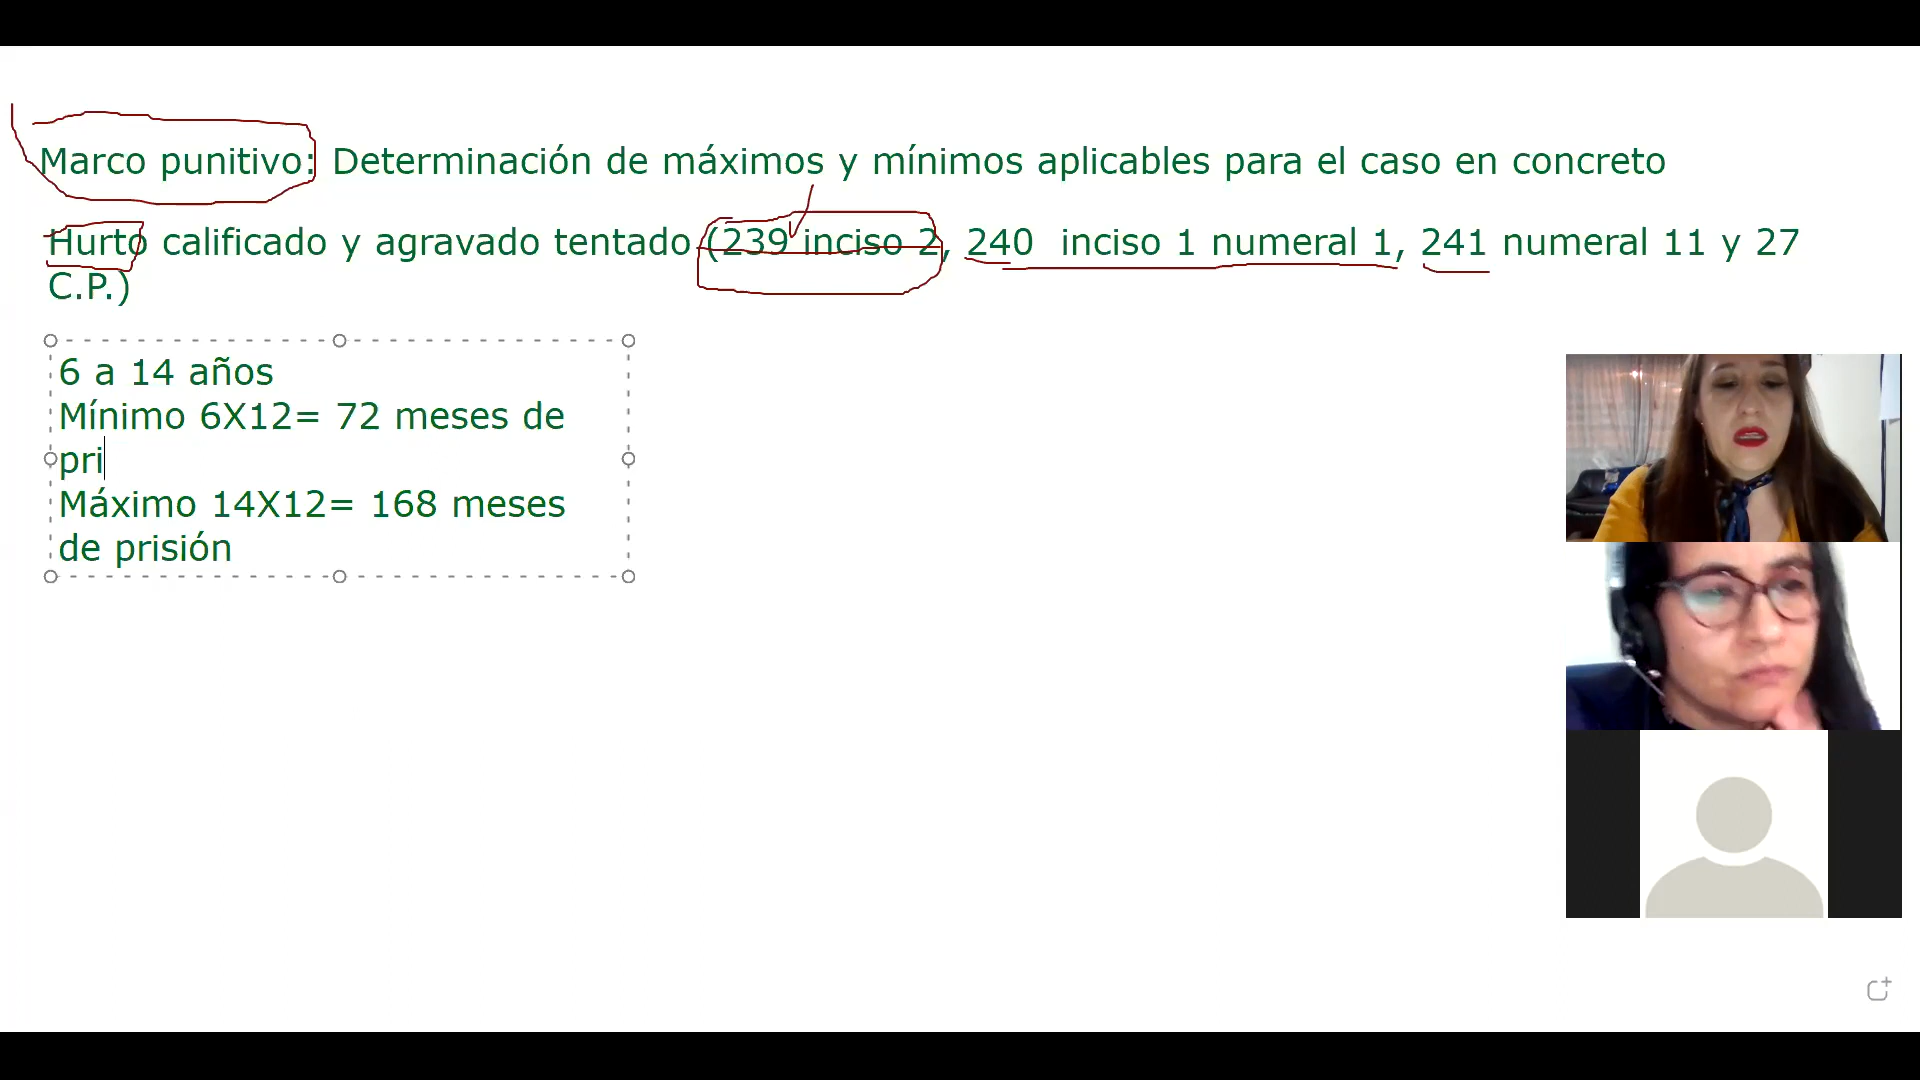 Marco punitivo: Determinación de máximos y mínimos aplicables para el caso en concreto
Hurto calificado y agravado tentado (239 inciso 2, 240 inciso 1 numeral 1, 241 numeral 11 y 27
C.P.)
6 a 14 años
Mínimo 6X12= 72 meses de
pri
Máximo 14X12= 168 meses
de prisión